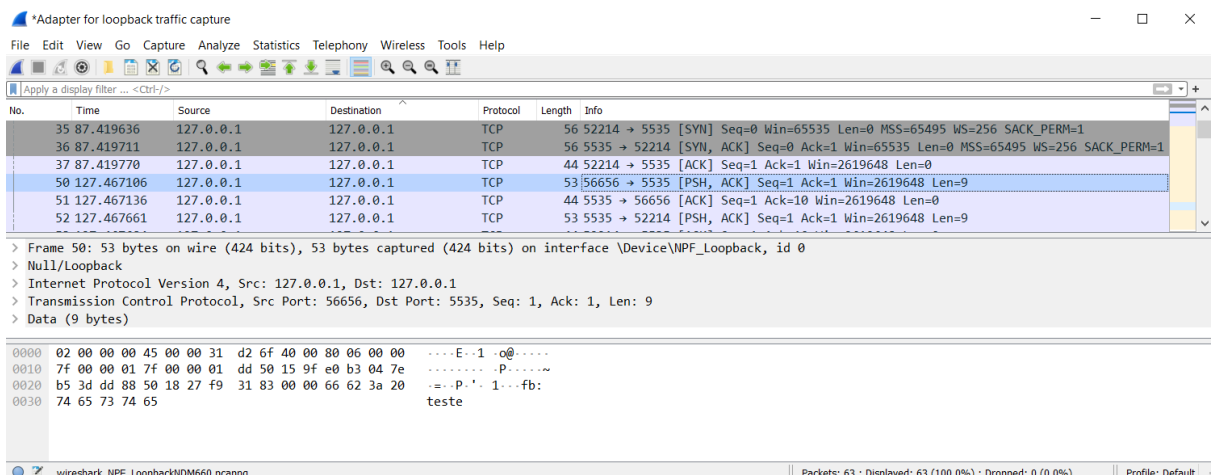 *Adapter for loopback traffic capture
File Edit View Go Capture Analyze Statistics Telephony Wireless Tools Help
Apply a display filter ... <Ctrl-/>
No. Time Source Destination Protocol Length Info
35 87.419636 127.0.0.1 127.0.0.1 TCP 56 52214 → 5535 [SYN] Seq=0 Win=65535 Len=0 MSS=65495 WS=256 SACK_PERM=1
36 87.419711 127.0.0.1 127.0.0.1 TCP 56 5535 → 52214 [SYN, ACK] Seq=0 Ack=1 Win=65535 Len=0 MSS=65495 WS=256 SACK_PERM=1
37 87.419770 127.0.0.1 127.0.0.1 TCP 44 52214 → 5535 [ACK] Seq=1 Ack=1 Win=2619648 Len=0
50 127.467106 127.0.0.1 127.0.0.1 TCP 53 56656 → 5535 [PSH, ACK] Seq=1 Ack=1 Win=2619648 Len=9
51 127.467136 127.0.0.1 127.0.0.1 TCP 44 5535 → 56656 [ACK] Seq=1 Ack=10 Win=2619648 Len=0
52 127.467661 127.0.0.1 127.0.0.1 TCP 53 5535 → 52214 [PSH, ACK] Seq=1 Ack=1 Win=2619648 Len=9
> Frame 50: 53 bytes on wire (424 bits), 53 bytes captured (424 bits) on interface \Device\NPF_Loopback, id 0
> Null/Loopback
> Internet Protocol Version 4, Src: 127.0.0.1, Dst: 127.0.0.1
> Transmission Control Protocol, Src Port: 56656, Dst Port: 5535, Seq: 1, Ack: 1, Len: 9
> Data (9 bytes)
0000 02 00 00 00 45 00 00 31 d2 6f 40 00 80 06 00 00 ····E··1 ·o@·····
0010 7f 00 00 01 7f 00 00 01 dd 50 15 9f e0 b3 04 7e ········ ·P·····~
0020 b5 3d dd 88 50 18 27 f9 31 83 00 00 66 62 3a 20 ·=··P·'· 1···fb:
0030 74 65 73 74 65 teste
wireshark_NPF_LoopbackNDM660.pcapng Packets: 63 · Displayed: 63 (100.0%) · Dropped: 0 (0.0%) Profile: Default